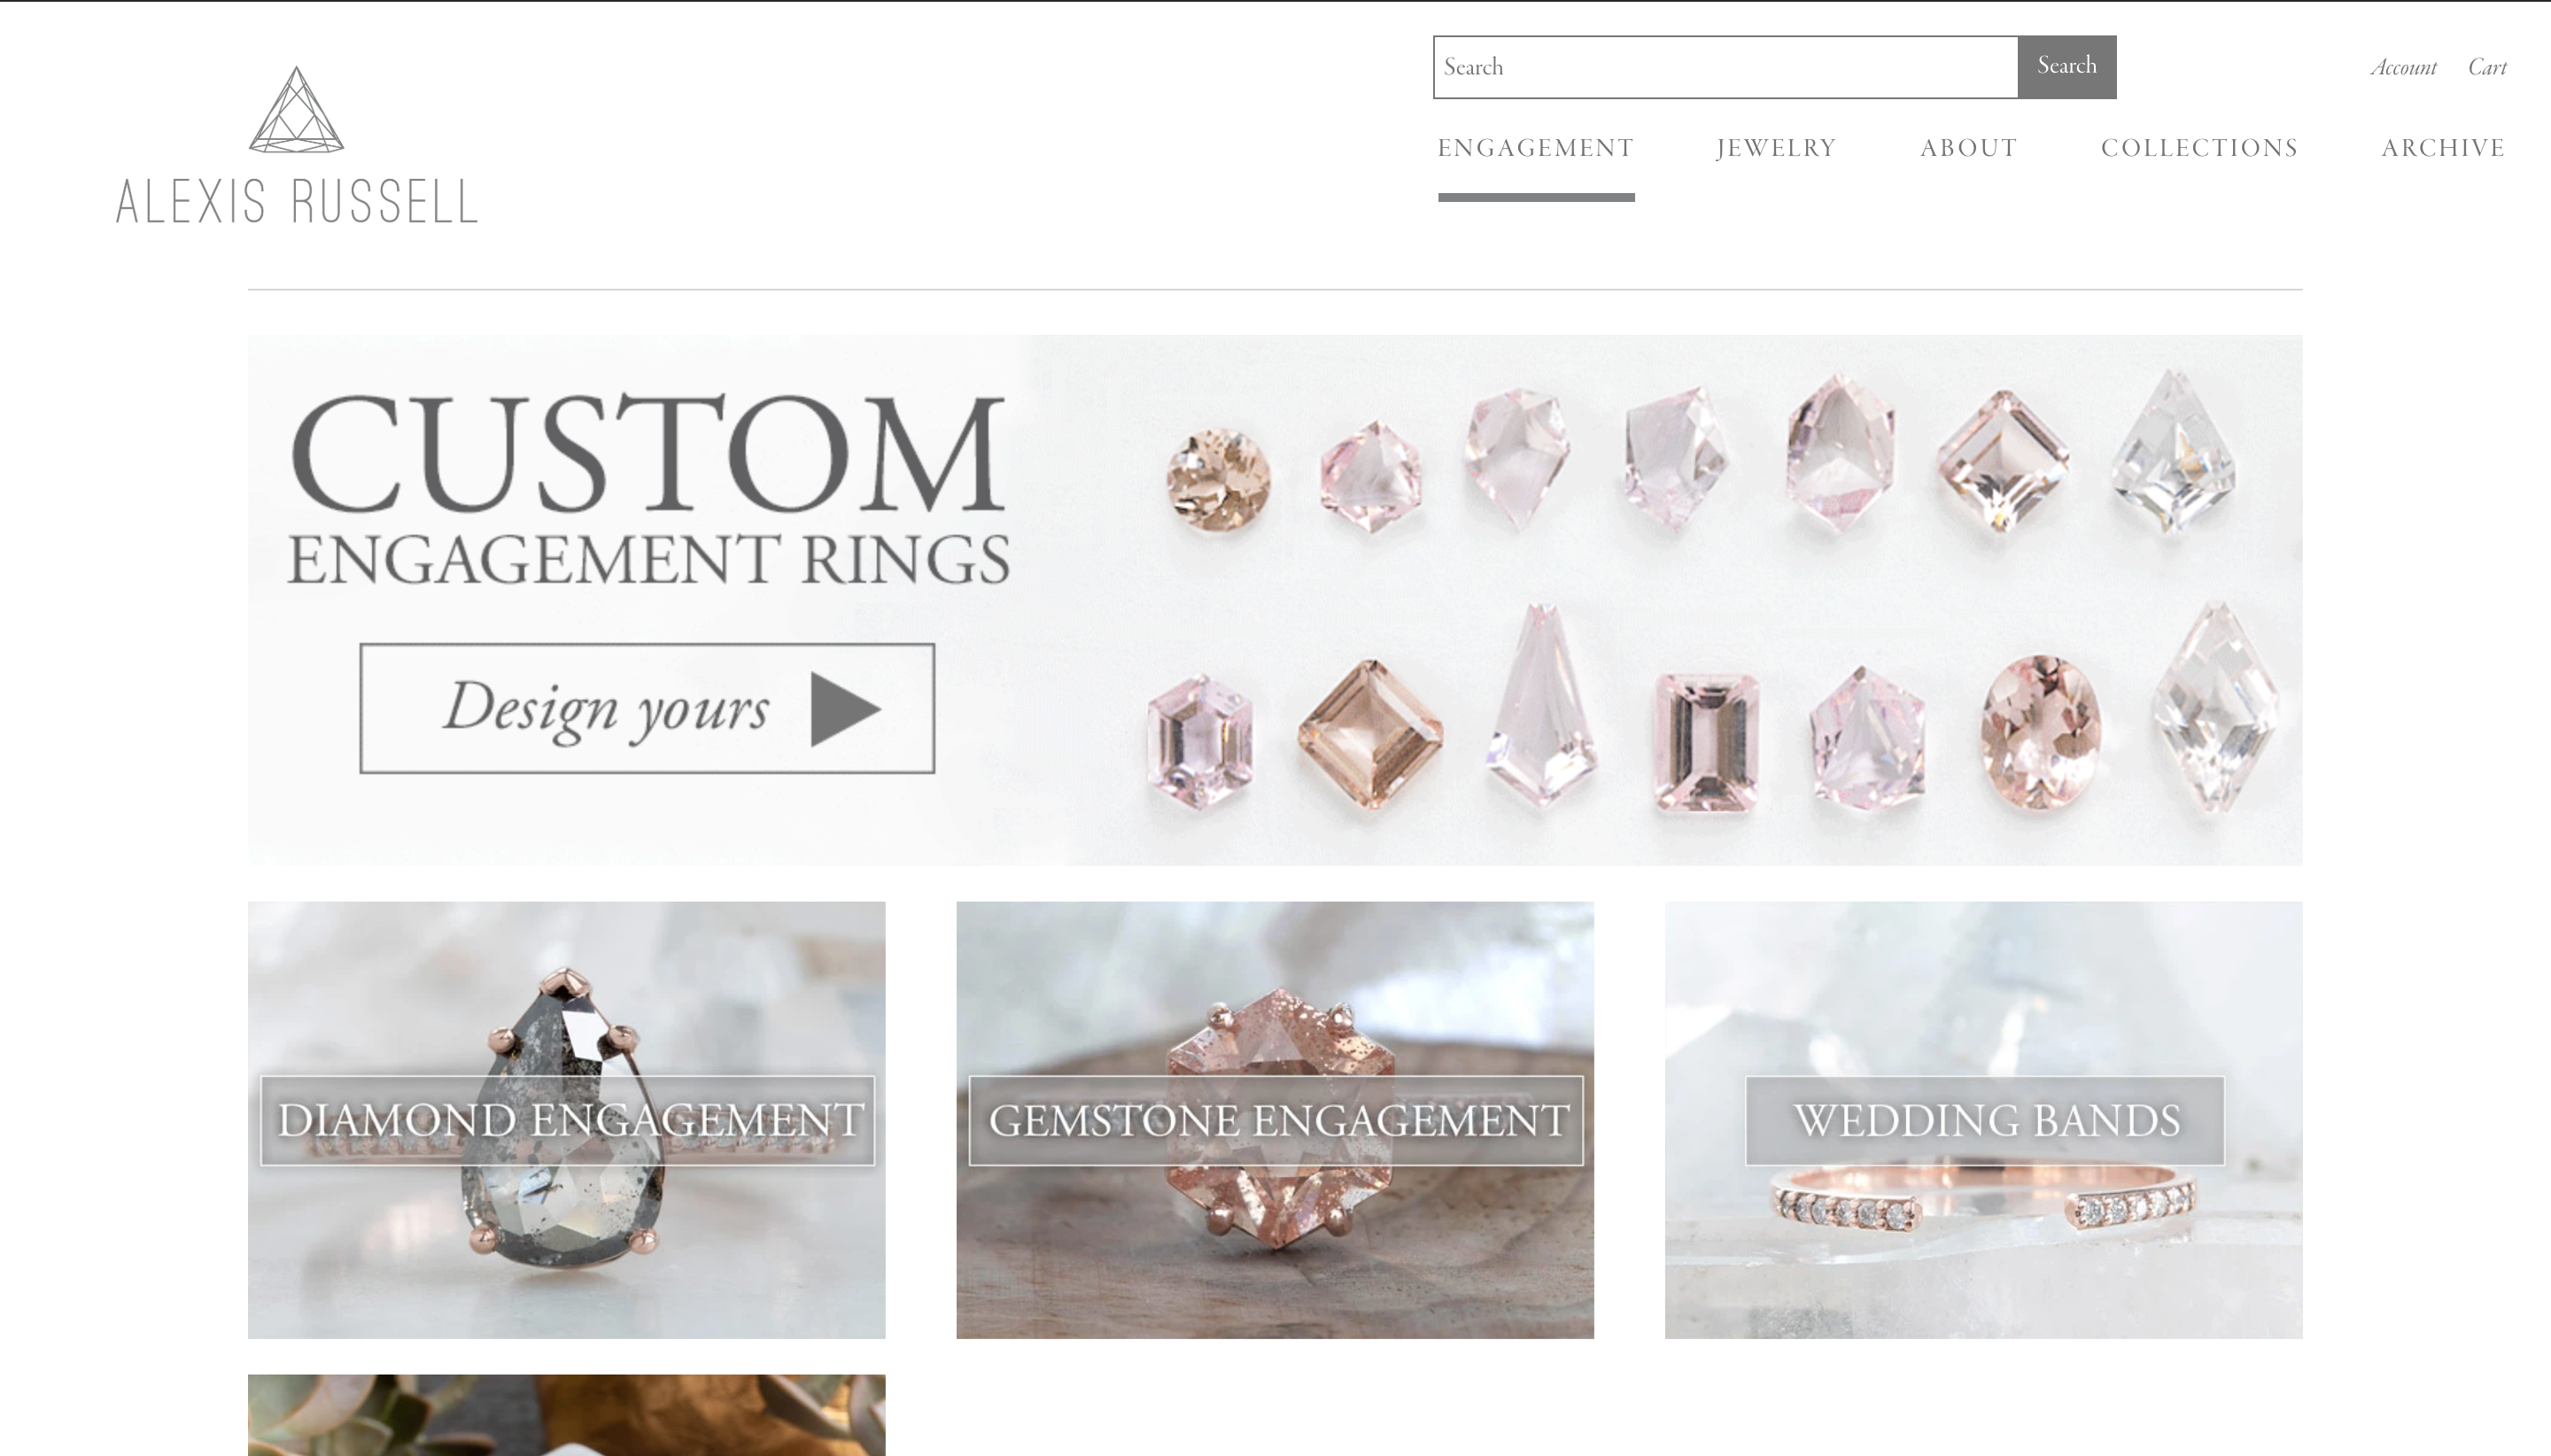 Search
Search
Account
Cart
ALEXIS RUSSELL
ENGAGEMENT
JEWELRY
ABOUT
COLLECTIONS
ARCHIVE
CUSTOM
ENGAGEMENT RINGS
Design yours
DIAMOND ENGAGEMENT
GEMSTONE ENGAGEMENT
WEDDING BANDS